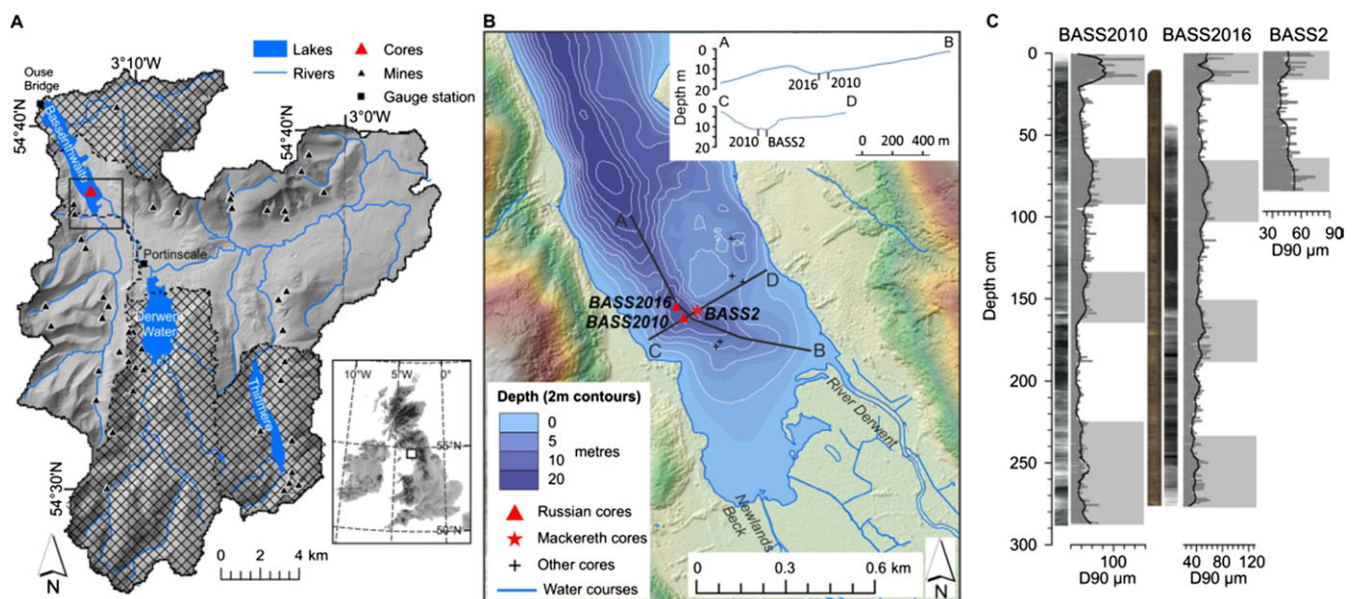 A
3°10'W
Lakes
Rivers
Cores
Mines
Gauge station
Ouse
Bridge
54°40'N
Bassenthwaite
54°40'N
3°0'W
Portinscale
Derwent
Water
Thirlmere
54°30'N
N
0 2 4 km
10°W 5°W 0°
55°N
50°N
B
A B
Depth m
0
10
20
2016 2010
C D
0
10
20
2010 BASS2
0 200 400 m
A
D
BASS2016
BASS2010
BASS2
C
B
River Derwent
Newlands
Beck
Depth (2m contours)
0
5
10
20
metres
Russian cores
Mackereth cores
Other cores
Water courses
0 0.3 0.6 km
N
C
BASS2010 BASS2016 BASS2
Depth cm
0
50
100
150
200
250
300
100
D90 µm
40 80 120
D90 µm
30 60 90
D90 µm